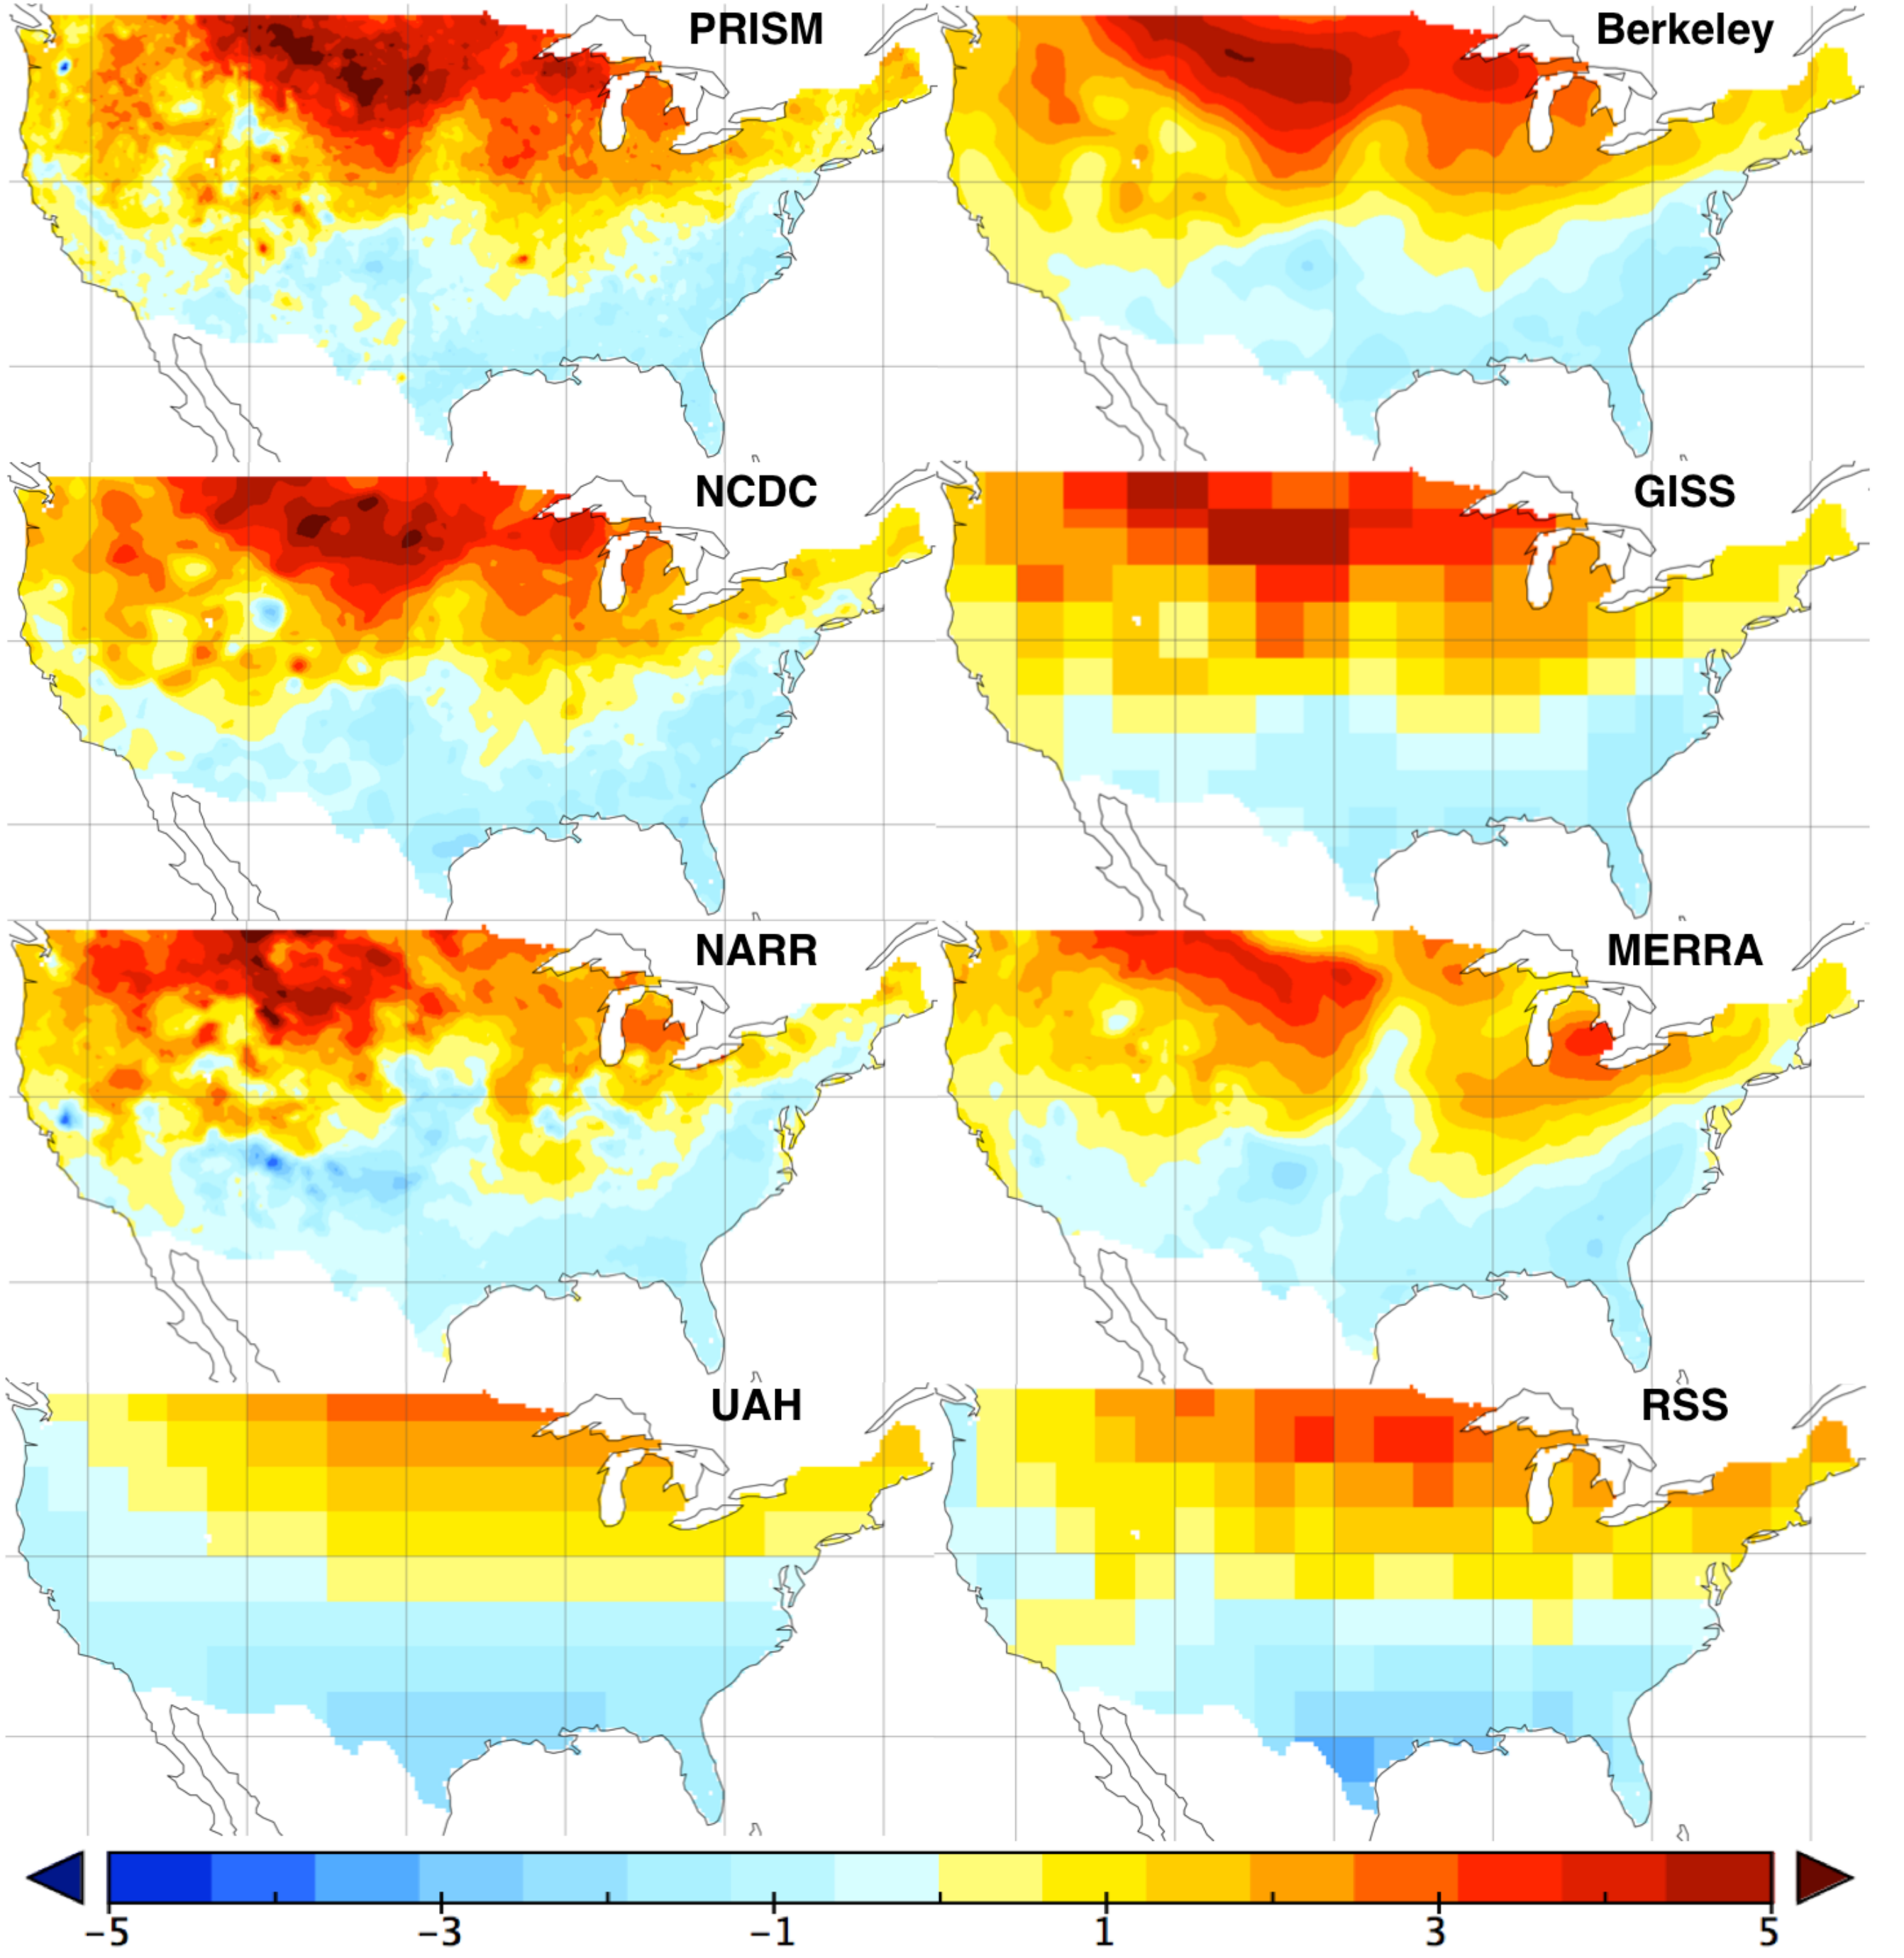 PRISM
Berkeley
NCDC
GISS
NARR
MERRA
UAH
RSS
−5 −3 −1 1 3 5